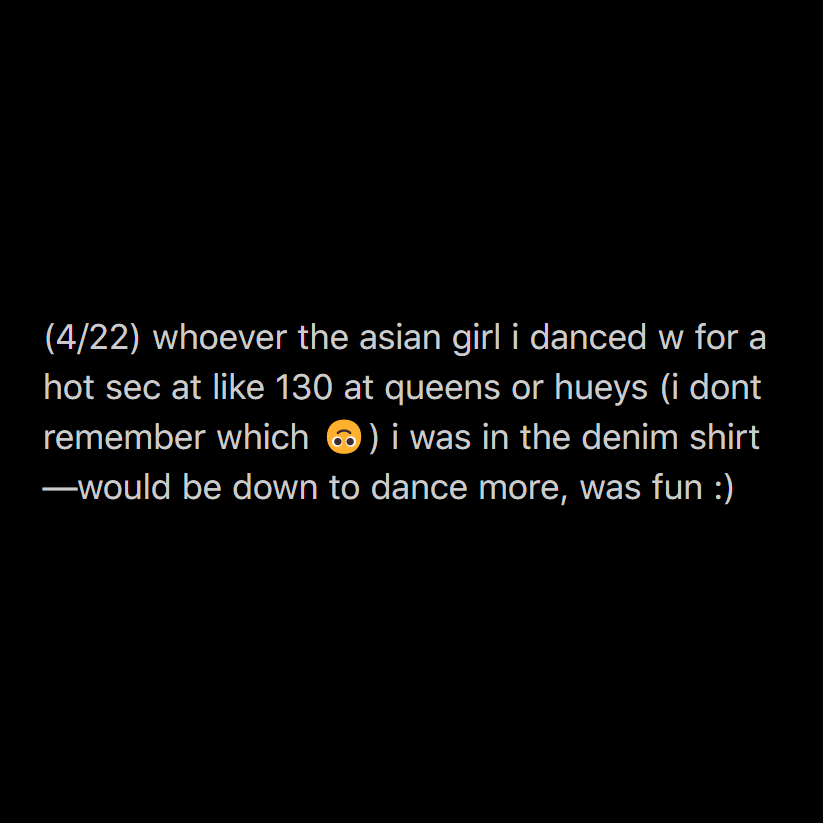 (4/22) whoever the asian girl i danced w for a
hot sec at like 130 at queens or hueys (i dont
remember which 🙃) i was in the denim shirt
—would be down to dance more, was fun :)